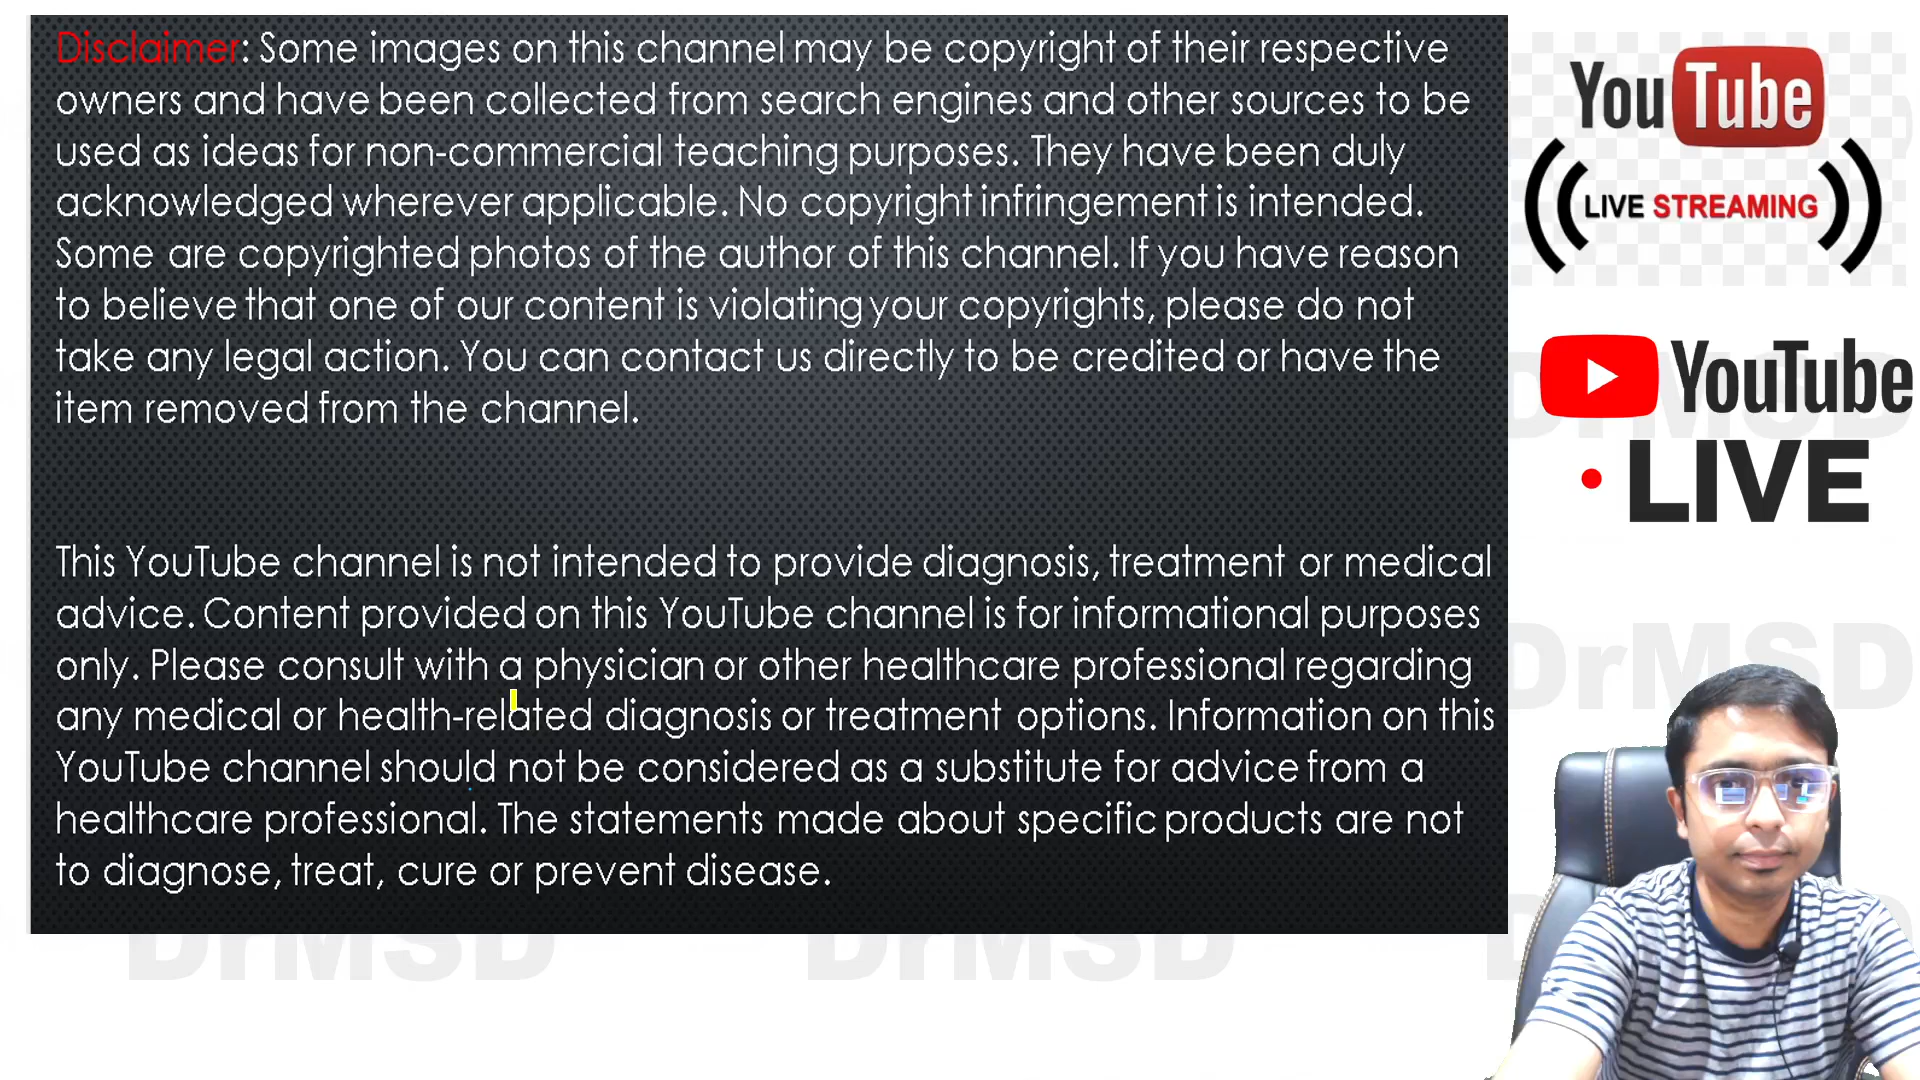 Disclaimer: Some images on this channel may be copyright of their respective
owners and have been collected from search engines and other sources to be
used as ideas for non-commercial teaching purposes. They have been duly
acknowledged wherever applicable. No copyright infringement is intended.
Some are copyrighted photos of the author of this channel. If you have reason
to believe that one of our content is violating your copyrights, please do not
take any legal action. You can contact us directly to be credited or have the
item removed from the channel.
This YouTube channel is not intended to provide diagnosis, treatment or medical
advice. Content provided on this YouTube channel is for informational purposes
only. Please consult with a physician or other healthcare professional regarding
any medical or health-related diagnosis or treatment options. Information on this
YouTube channel should not be considered as a substitute for advice from a
healthcare professional. The statements made about specific products are not
to diagnose, treat, cure or prevent disease.
YouTube
LIVE STREAMING
YouTube
LIVE
DrMSD
DrMSD
DrMSD
DrMSD